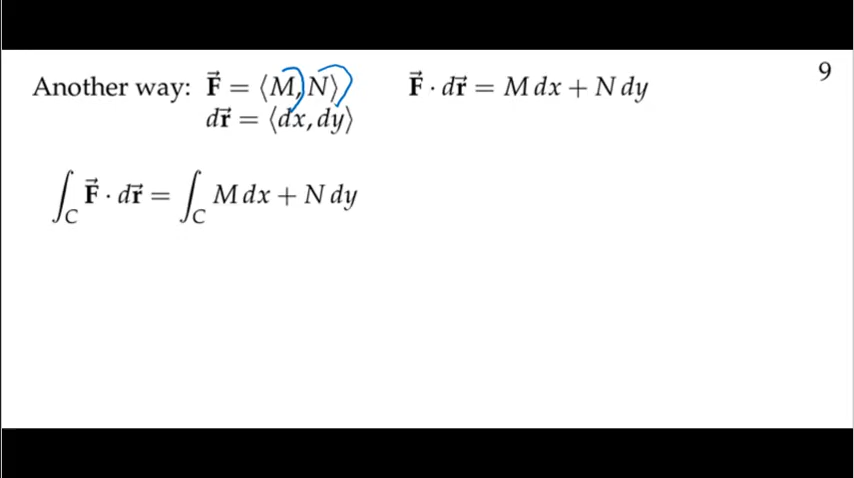 Another way: F⃗ = ⟨M, N⟩ F⃗ · dr⃗ = M dx + N dy 9
dr⃗ = ⟨dx, dy⟩
∫_C F⃗ · dr⃗ = ∫_C M dx + N dy